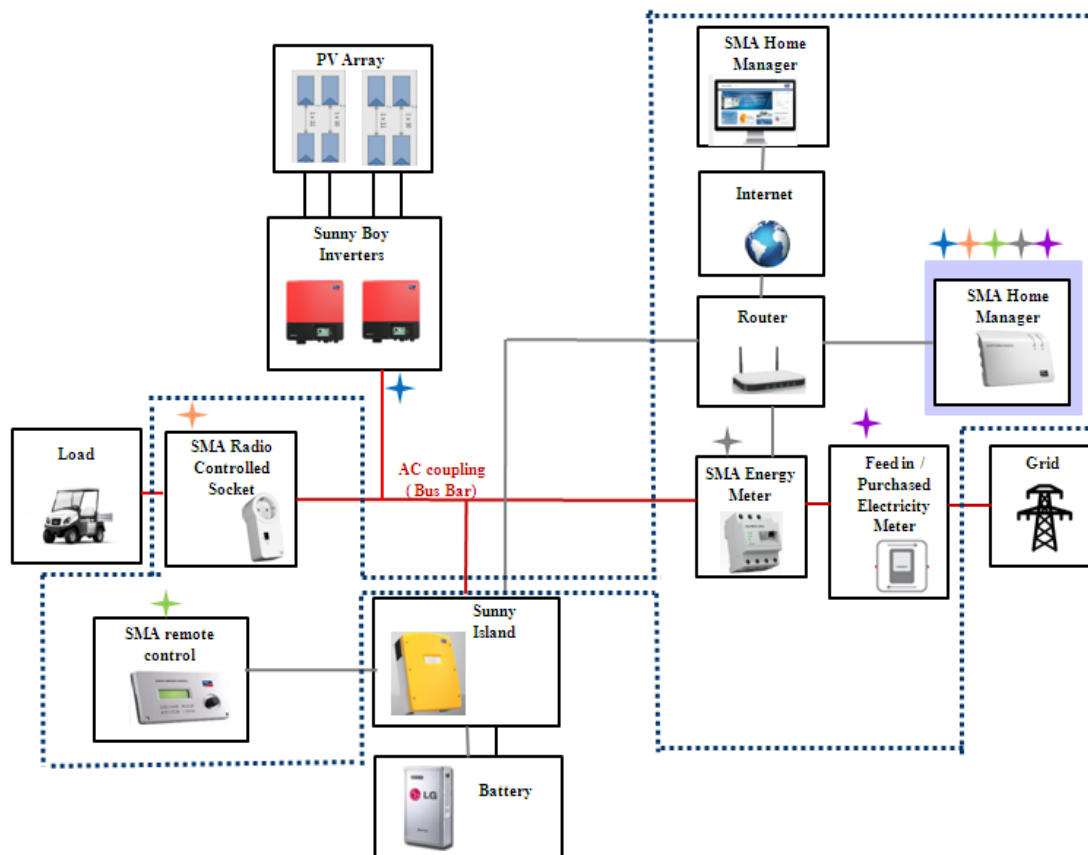 PV Array
SMA Home
Manager
Internet
Sunny Boy
Inverters
SMA Home
Manager
Router
Load
SMA Radio
Controlled
Socket
AC coupling
( Bus Bar)
SMA Energy
Meter
Feed in /
Purchased
Electricity
Meter
Grid
SMA remote
control
Sunny
Island
Battery
LG